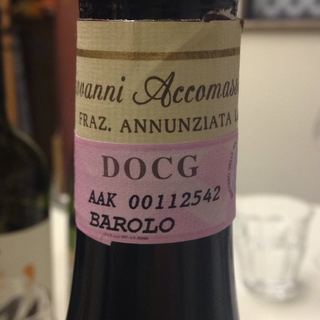 ovanni Accomass
FRAZ. ANNUNZIATA L
DOCG
AAK 00112542
BAROLO